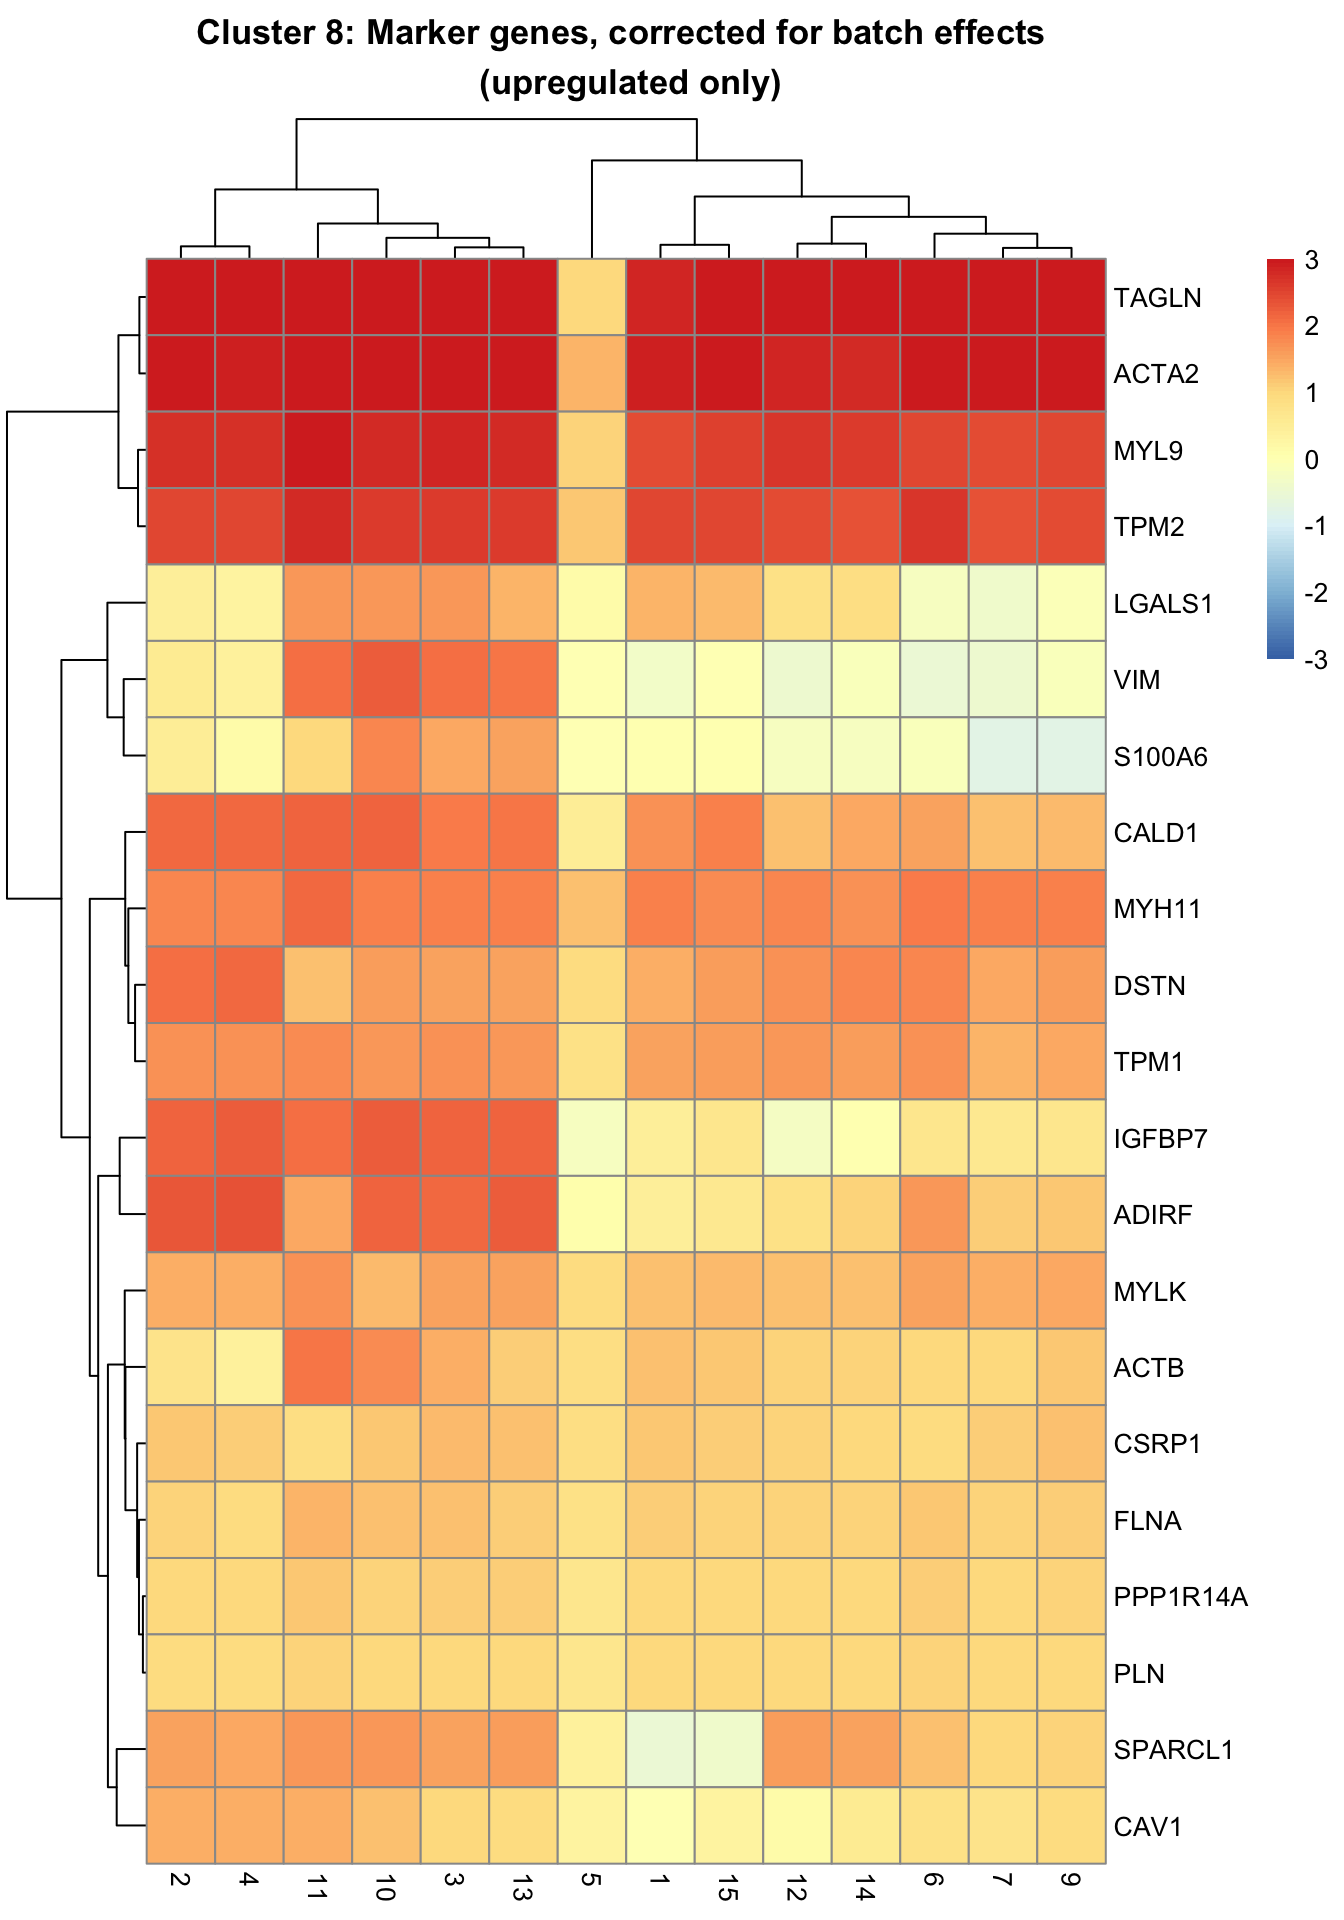 Cluster 8: Marker genes, corrected for batch effects
(upregulated only)
3
2
1
0
-1
-2
-3
TAGLN
ACTA2
MYL9
TPM2
LGALS1
VIM
S100A6
CALD1
MYH11
DSTN
TPM1
IGFBP7
ADIRF
MYLK
ACTB
CSRP1
FLNA
PPP1R14A
PLN
SPARCL1
CAV1
2 4 11 10 3 13 5 1 15 12 14 6 7 9